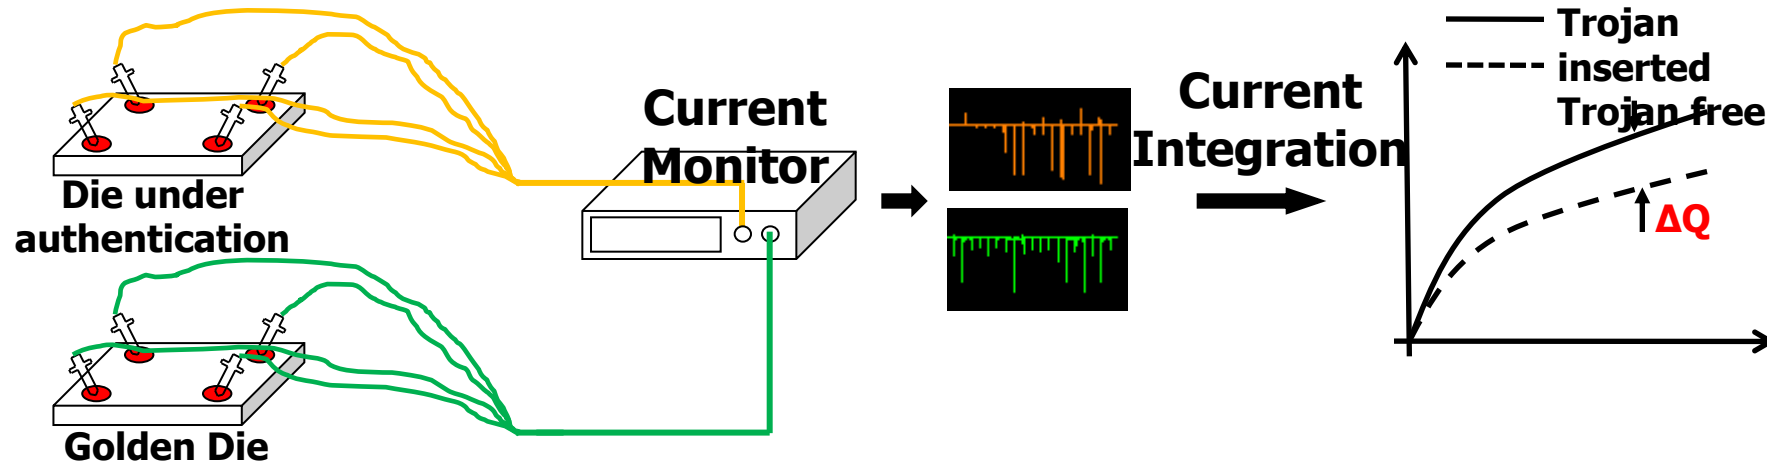 Die under
authentication
Golden Die
Current
Monitor
Current
Integration
Trojan
inserted
Trojan free
ΔQ